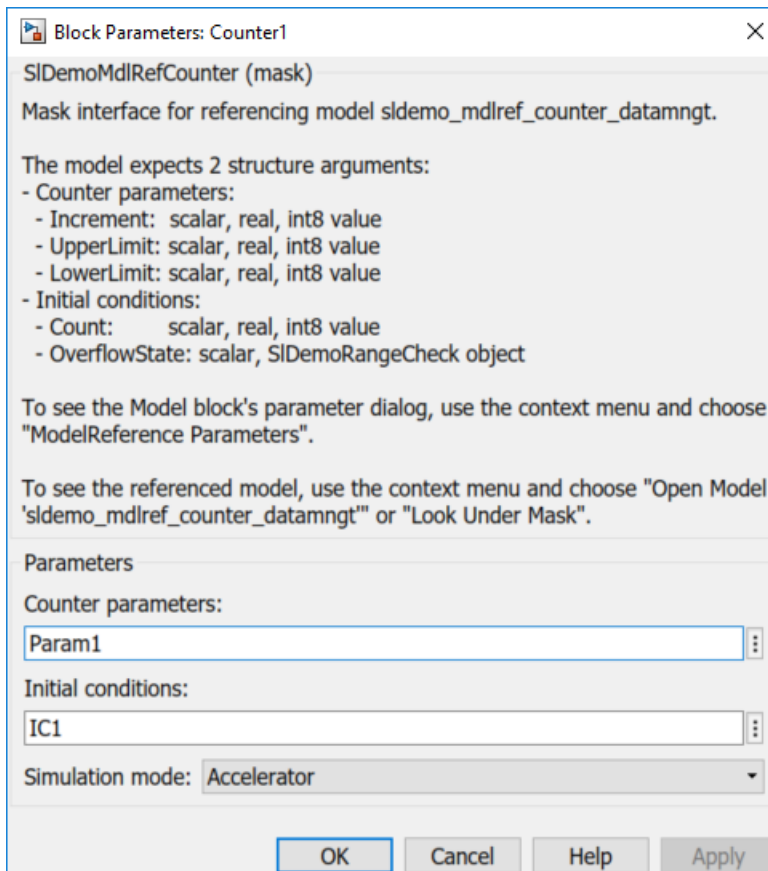 Block Parameters: Counter1
SlDemoMdlRefCounter (mask)
Mask interface for referencing model sldemo_mdlref_counter_datamngt.
The model expects 2 structure arguments:
- Counter parameters:
- Increment: scalar, real, int8 value
- UpperLimit: scalar, real, int8 value
- LowerLimit: scalar, real, int8 value
- Initial conditions:
- Count: scalar, real, int8 value
- OverflowState: scalar, SlDemoRangeCheck object
To see the Model block's parameter dialog, use the context menu and choose
"ModelReference Parameters".
To see the referenced model, use the context menu and choose "Open Model
'sldemo_mdlref_counter_datamngt'" or "Look Under Mask".
Parameters
Counter parameters:
Param1
Initial conditions:
IC1
Simulation mode: Accelerator
OK Cancel Help Apply